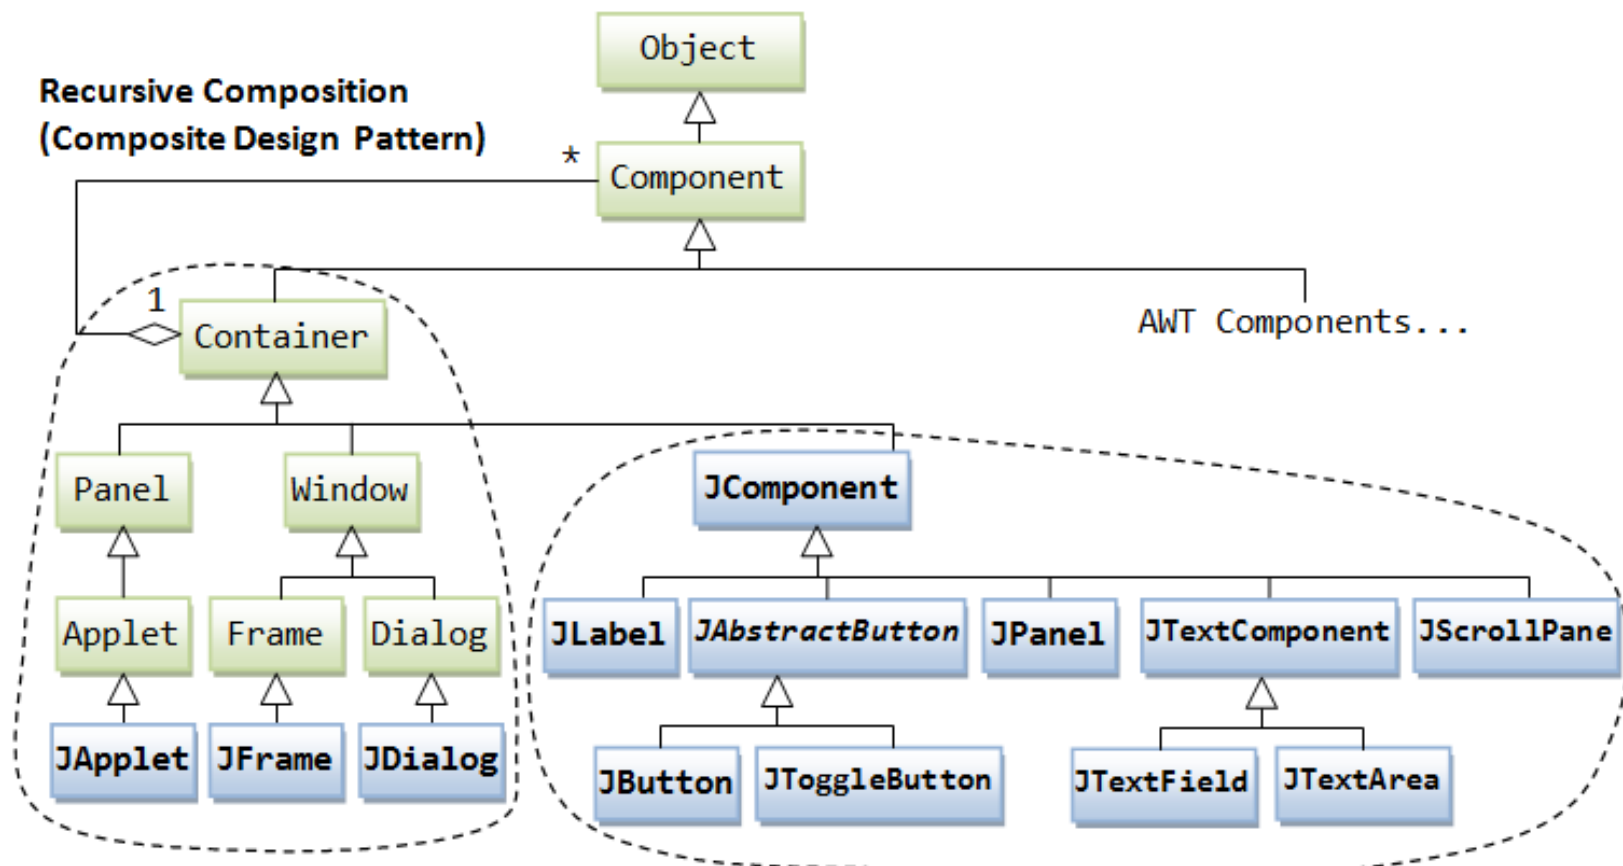 Object
Recursive Composition
(Composite Design Pattern)
*
Component
1
Container
AWT Components...
Panel
Window
JComponent
Applet
Frame
Dialog
JLabel
JAbstractButton
JPanel
JTextComponent
JScrollPane
JApplet
JFrame
JDialog
JButton
JToggleButton
JTextField
JTextArea